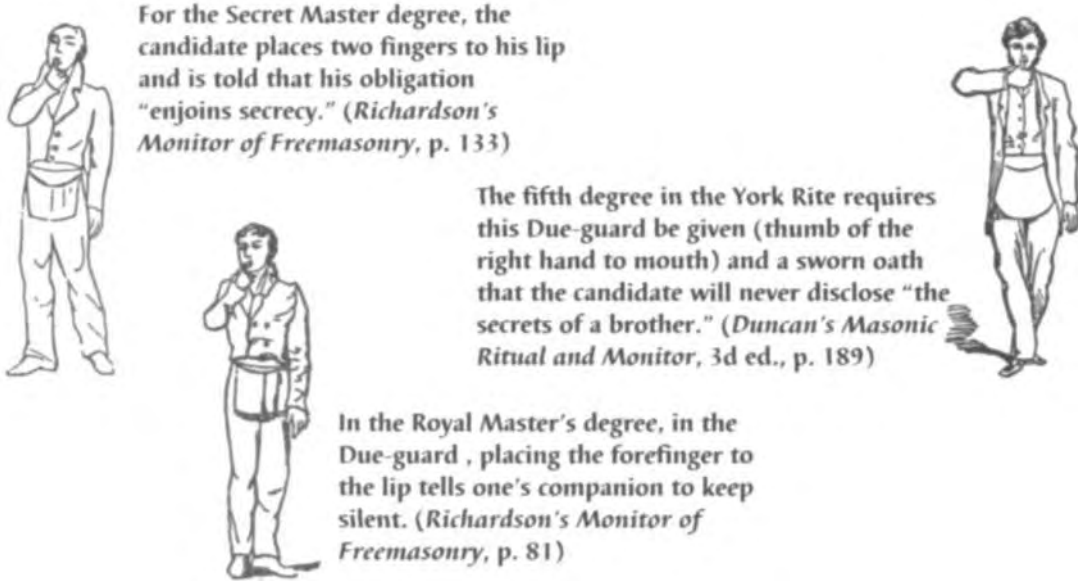 For the Secret Master degree, the
candidate places two fingers to his lip
and is told that his obligation
“enjoins secrecy.” (Richardson’s
Monitor of Freemasonry, p. 133)
The fifth degree in the York Rite requires
this Due-guard be given (thumb of the
right hand to mouth) and a sworn oath
that the candidate will never disclose “the
secrets of a brother.” (Duncan’s Masonic
Ritual and Monitor, 3d ed., p. 189)
In the Royal Master’s degree, in the
Due-guard , placing the forefinger to
the lip tells one’s companion to keep
silent. (Richardson’s Monitor of
Freemasonry, p. 81)